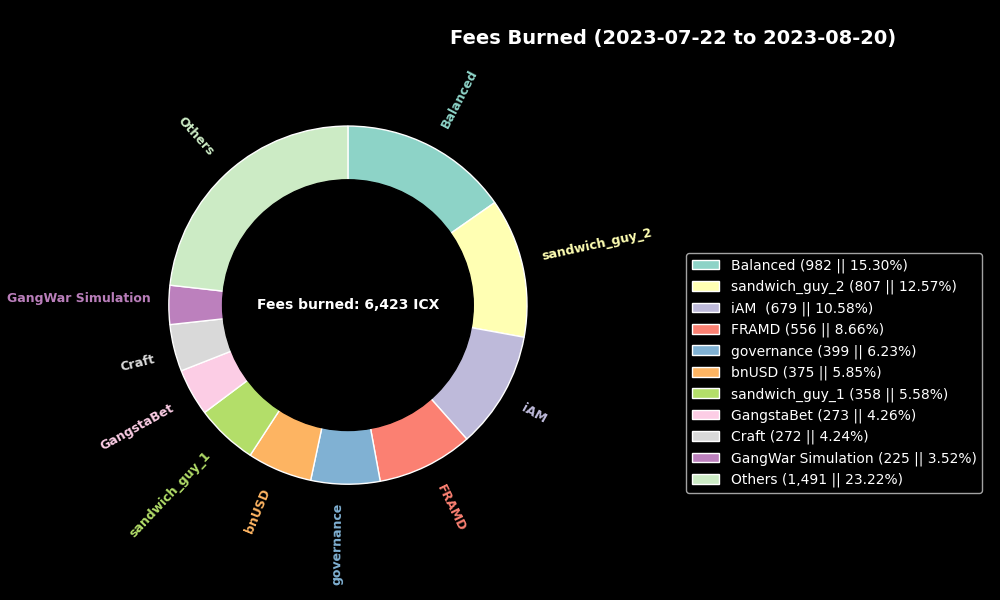 Fees Burned (2023-07-22 to 2023-08-20)
Balanced
Others
sandwich_guy_2
GangWar Simulation
Fees burned: 6,423 ICX
Craft
iAM
GangstaBet
sandwich_guy_1
bnUSD
FRAMD
governance
Balanced (982 || 15.30%)
sandwich_guy_2 (807 || 12.57%)
iAM  (679 || 10.58%)
FRAMD (556 || 8.66%)
governance (399 || 6.23%)
bnUSD (375 || 5.85%)
sandwich_guy_1 (358 || 5.58%)
GangstaBet (273 || 4.26%)
Craft (272 || 4.24%)
GangWar Simulation (225 || 3.52%)
Others (1,491 || 23.22%)